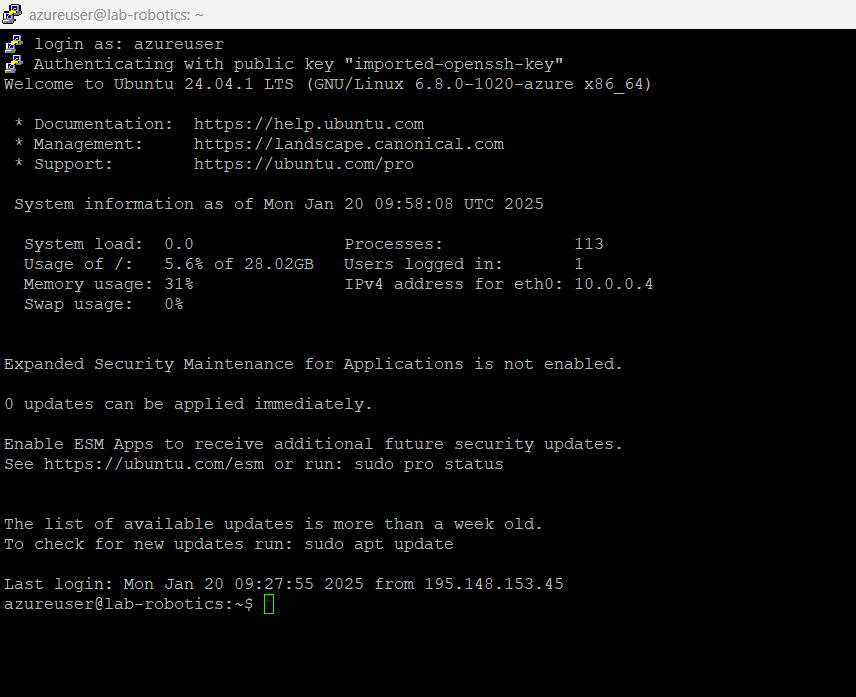 azureuser@lab-robotics: ~
login as: azureuser
Authenticating with public key "imported-openssh-key"
Welcome to Ubuntu 24.04.1 LTS (GNU/Linux 6.8.0-1020-azure x86_64)
* Documentation: https://help.ubuntu.com
* Management: https://landscape.canonical.com
* Support: https://ubuntu.com/pro
System information as of Mon Jan 20 09:58:08 UTC 2025
System load: 0.0 Processes: 113
Usage of /: 5.6% of 28.02GB Users logged in: 1
Memory usage: 31% IPv4 address for eth0: 10.0.0.4
Swap usage: 0%
Expanded Security Maintenance for Applications is not enabled.
0 updates can be applied immediately.
Enable ESM Apps to receive additional future security updates.
See https://ubuntu.com/esm or run: sudo pro status
The list of available updates is more than a week old.
To check for new updates run: sudo apt update
Last login: Mon Jan 20 09:27:55 2025 from 195.148.153.45
azureuser@lab-robotics:~$